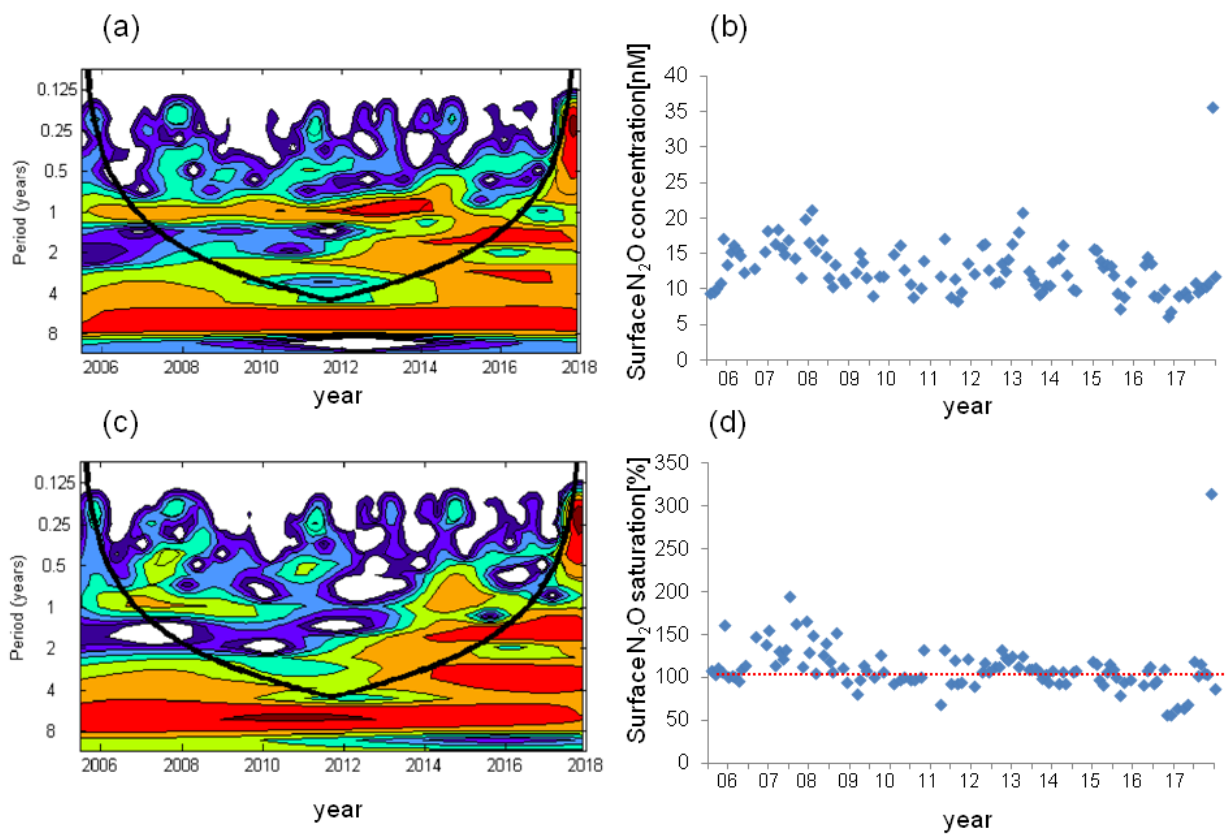 (a)
0.125
0.25
0.5
1
2
4
8
Period (years)
2006 2008 2010 2012 2014 2016 2018
year
(b)
40
35
30
25
20
15
10
5
0
Surface N₂O concentration[nM]
06 07 08 09 10 11 12 13 14 15 16 17
year
(c)
0.125
0.25
0.5
1
2
4
8
Period (years)
2006 2008 2010 2012 2014 2016 2018
year
(d)
350
300
250
200
150
100
50
0
Surface N₂O saturation[%]
06 07 08 09 10 11 12 13 14 15 16 17
year